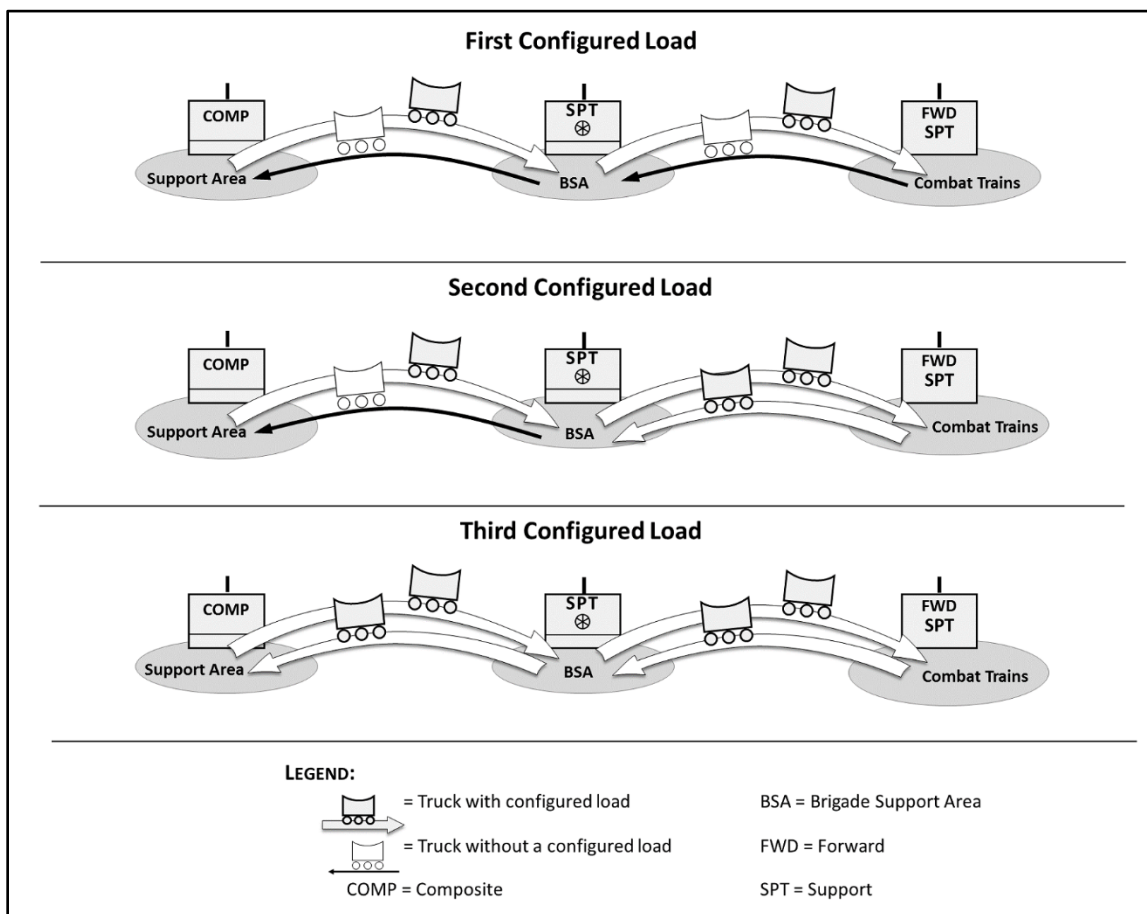 First Configured Load
COMP
SPT
FWD
SPT
Support Area
BSA
Combat Trains
Second Configured Load
COMP
SPT
FWD
SPT
Support Area
BSA
Combat Trains
Third Configured Load
COMP
SPT
FWD
SPT
Support Area
BSA
Combat Trains
LEGEND:
= Truck with configured load
BSA = Brigade Support Area
= Truck without a configured load
FWD = Forward
COMP = Composite
SPT = Support